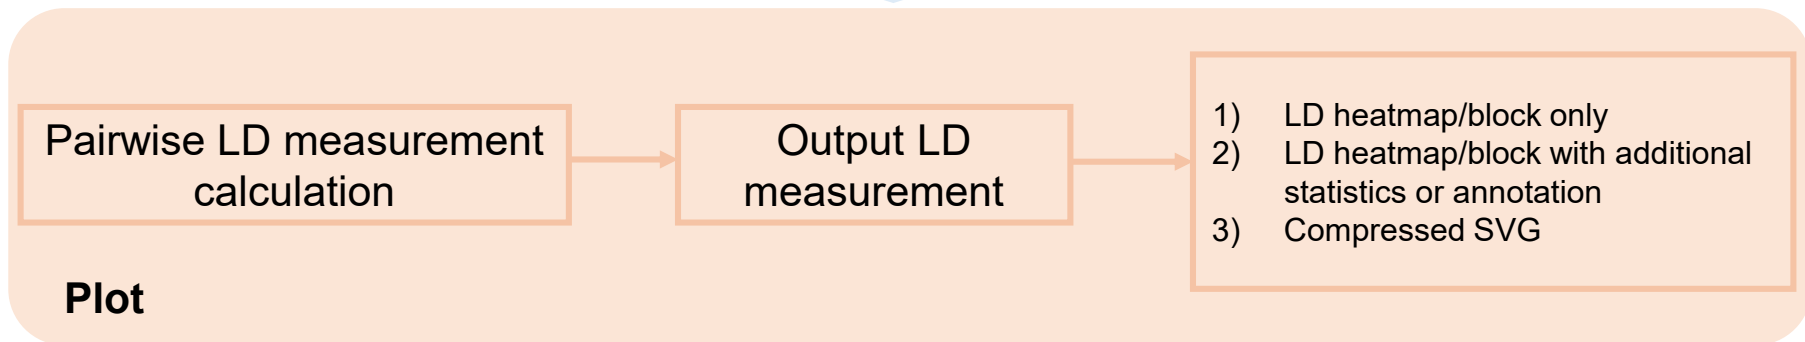 Pairwise LD measurement
calculation
Output LD
measurement
1) LD heatmap/block only
2) LD heatmap/block with additional
statistics or annotation
3) Compressed SVG
Plot